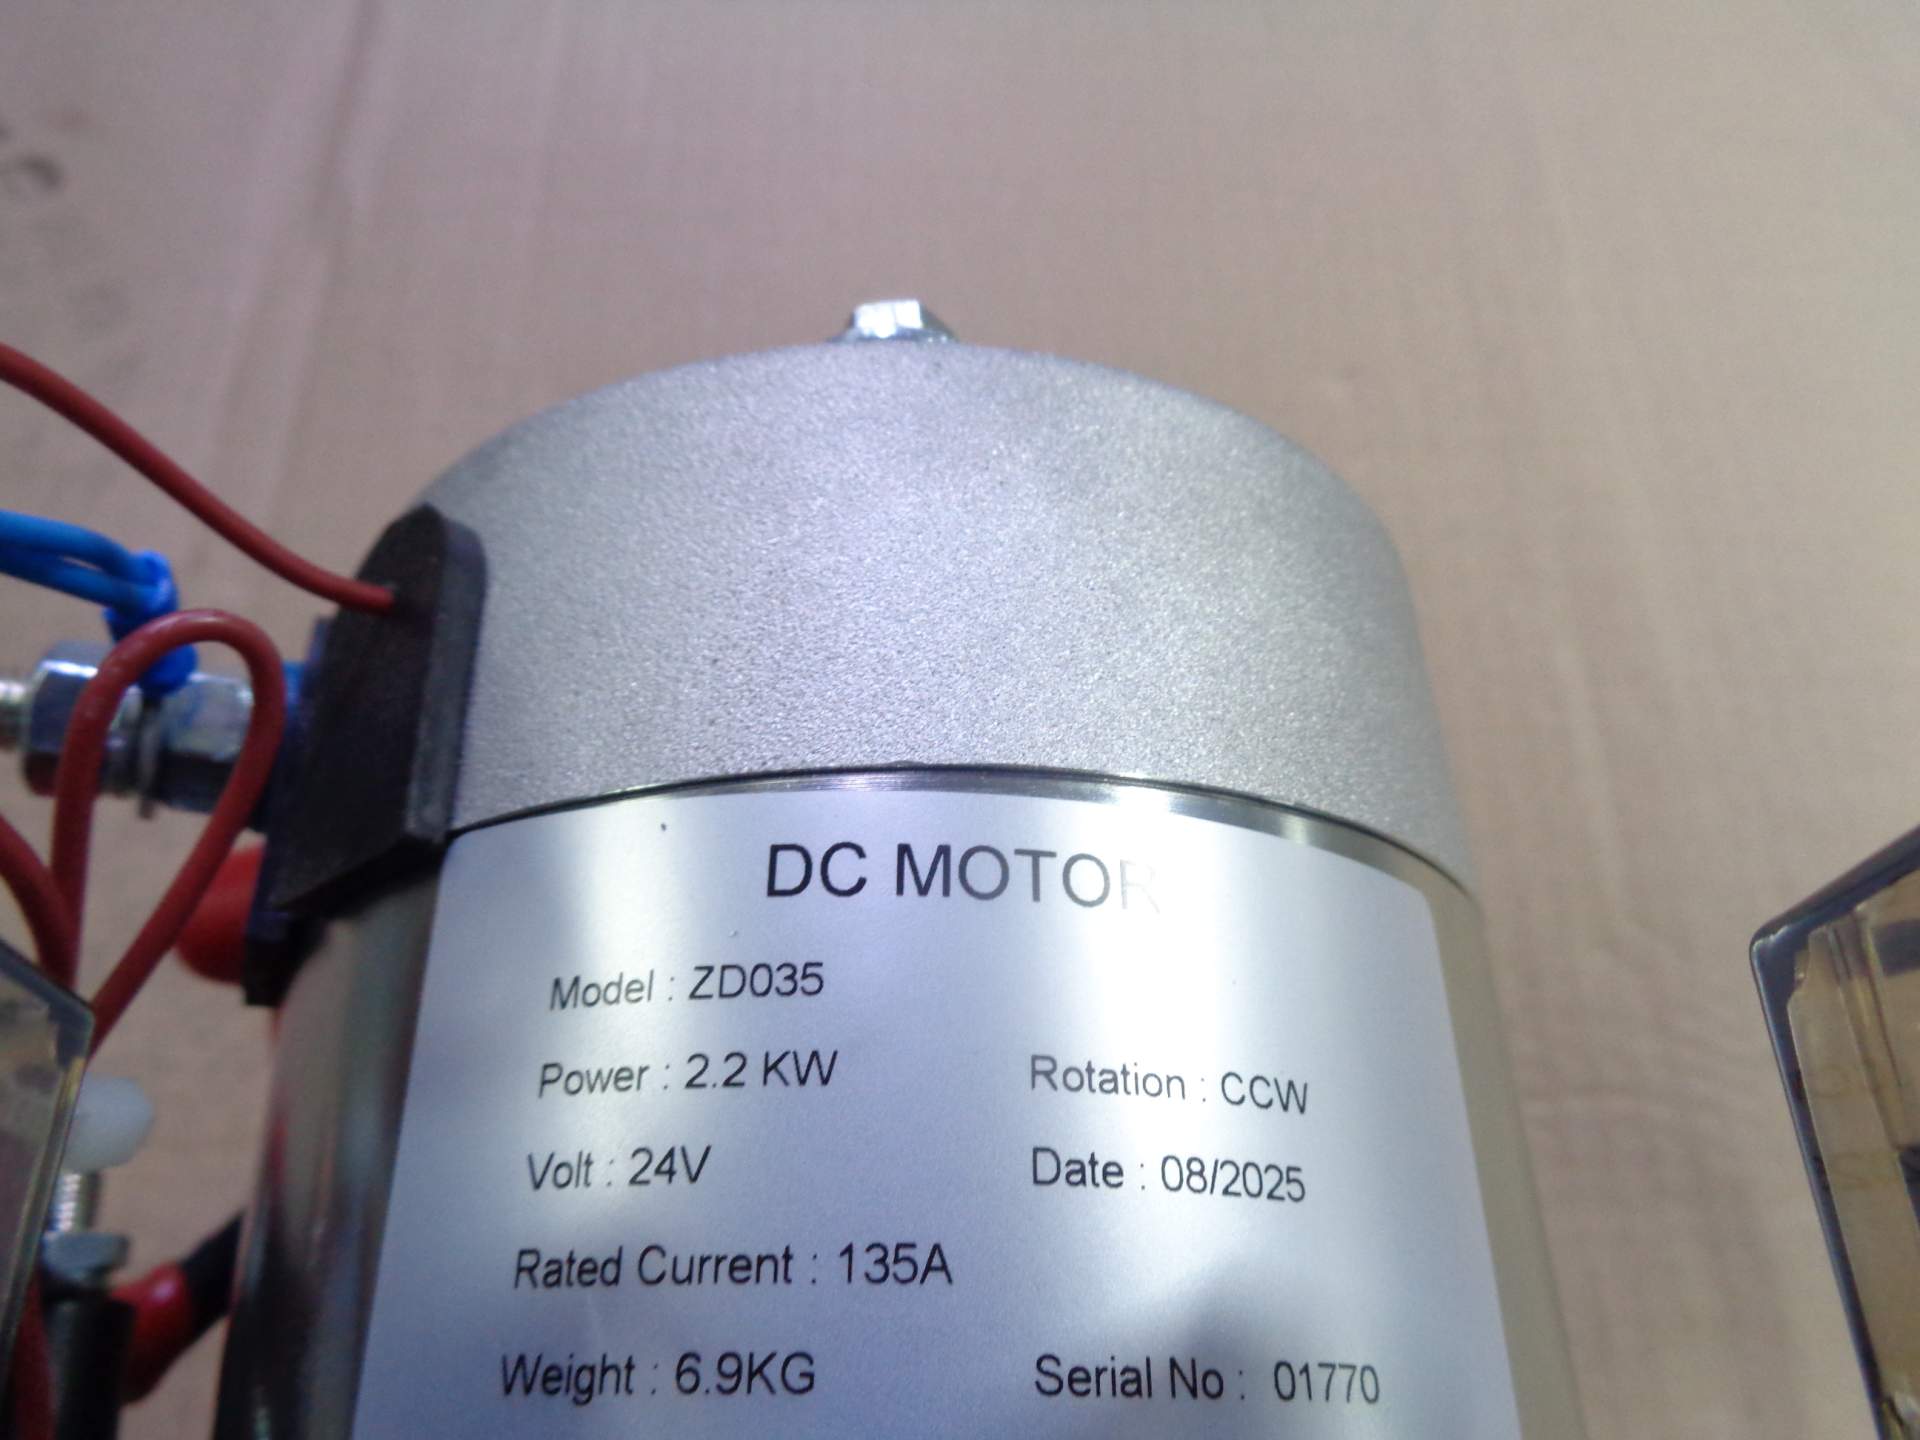 DC MOTOR
Model : ZD035
Power : 2.2 KW Rotation : CCW
Volt : 24V Date : 08/2025
Rated Current : 135A
Weight : 6.9KG Serial No : 01770